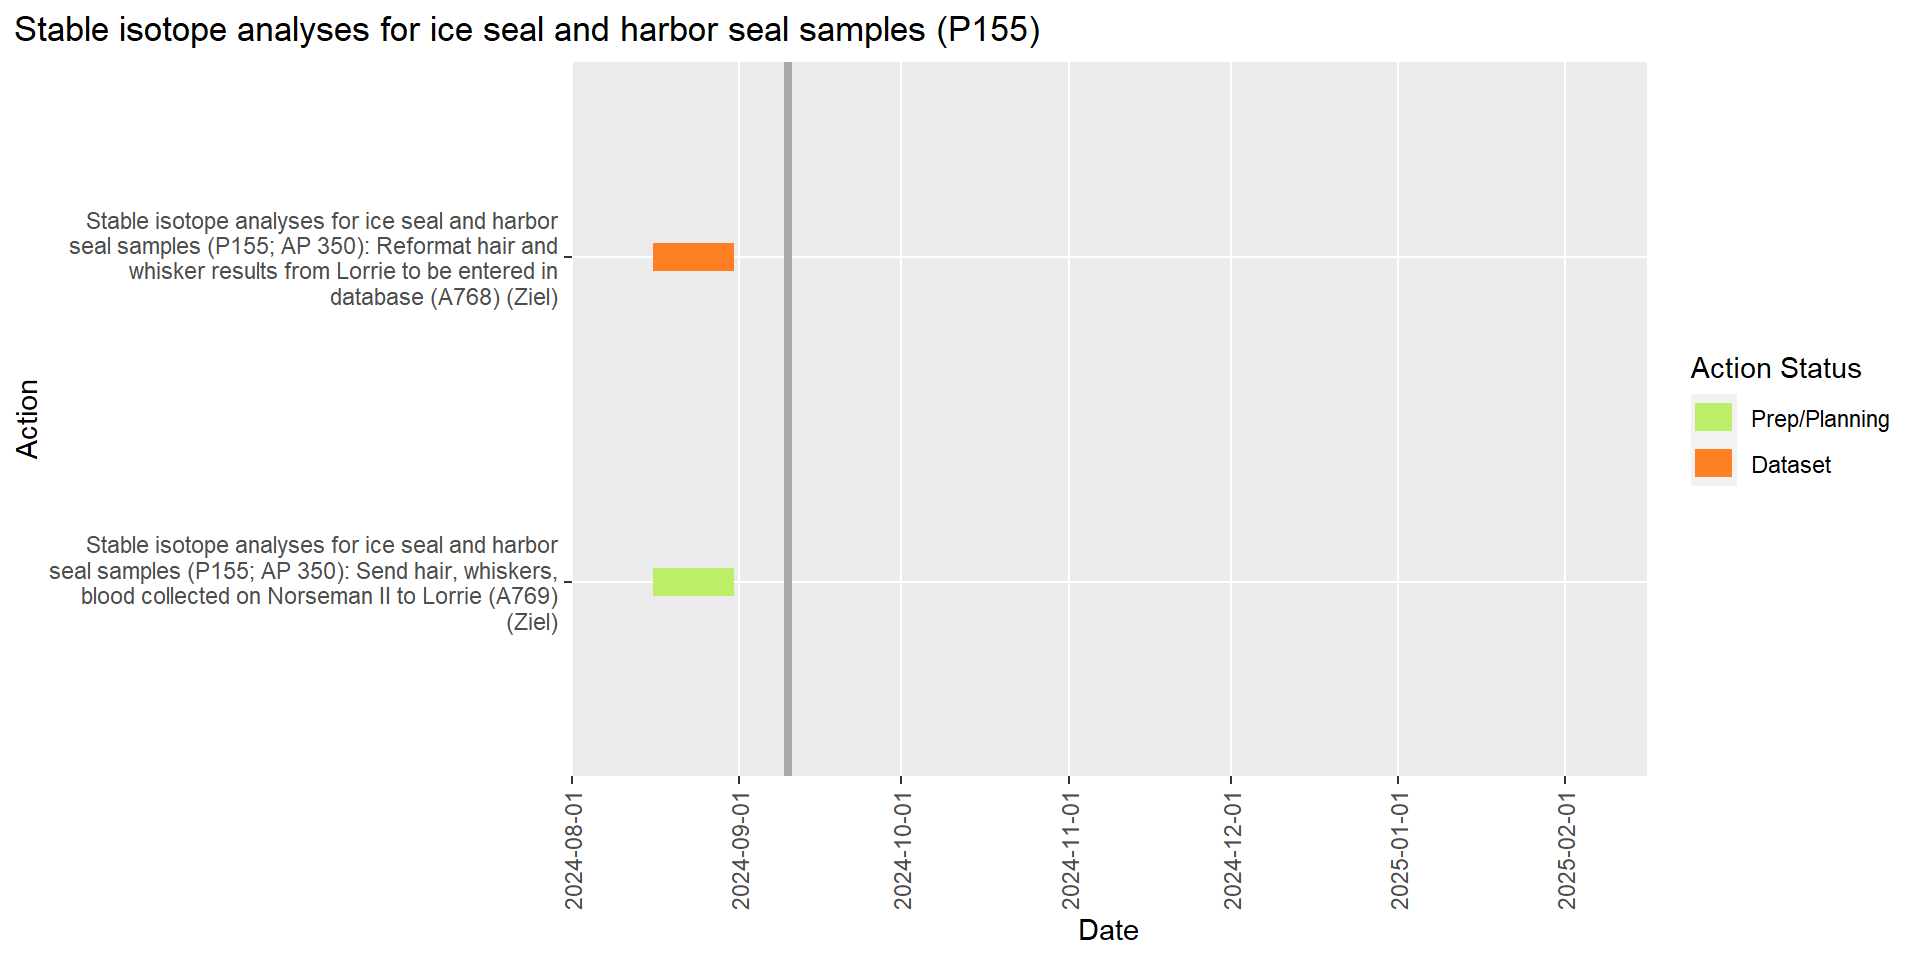 Stable isotope analyses for ice seal and harbor seal samples (P155)
Stable isotope analyses for ice seal and harbor
seal samples (P155; AP 350): Reformat hair and
whisker results from Lorrie to be entered in
database (A768) (Ziel)
Action
Stable isotope analyses for ice seal and harbor
seal samples (P155; AP 350): Send hair, whiskers,
blood collected on Norseman II to Lorrie (A769)
(Ziel)
Action Status
Prep/Planning
Dataset
2024-08-01
2024-09-01
2024-10-01
2024-11-01
2024-12-01
2025-01-01
2025-02-01
Date